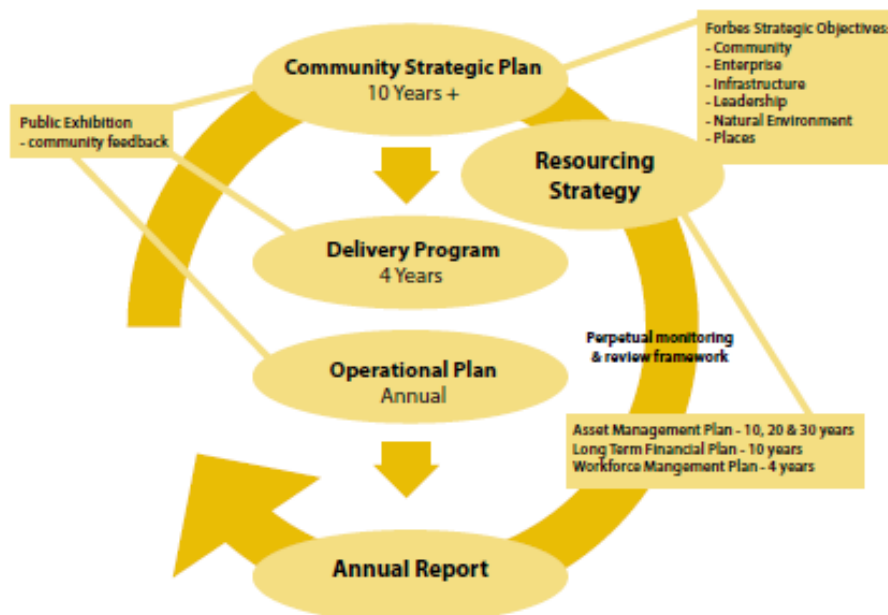 Forbes Strategic Objectives:
- Community
- Enterprise
- Infrastructure
- Leadership
- Natural Environment
- Places
Community Strategic Plan
10 Years +
Public Exhibition
- community feedback
Resourcing
Strategy
Delivery Program
4 Years
Perpetual monitoring
& review framework
Operational Plan
Annual
Asset Management Plan - 10, 20 & 30 years
Long Term Financial Plan - 10 years
Workforce Mangement Plan - 4 years
Annual Report